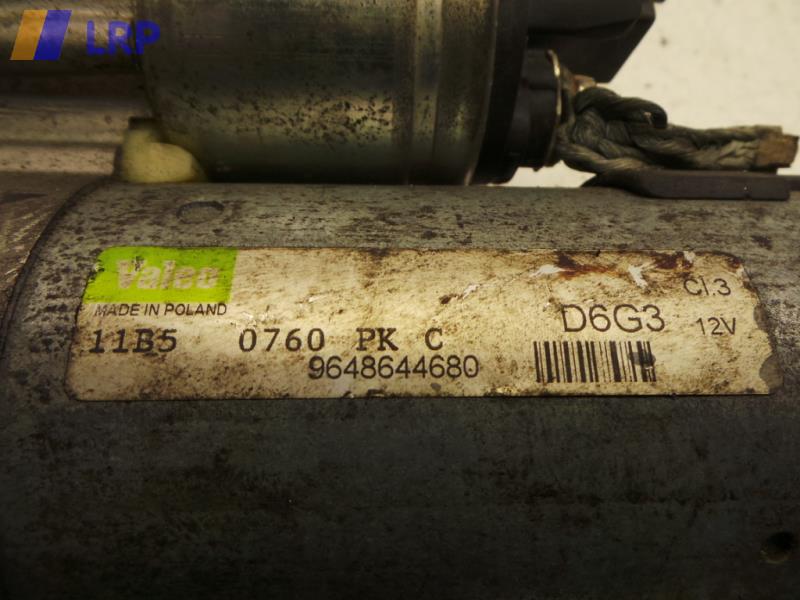 LRP
Valeo
MADE IN POLAND
11B5 0760 PK C
9648644680
D6G3
Cl.3
12V